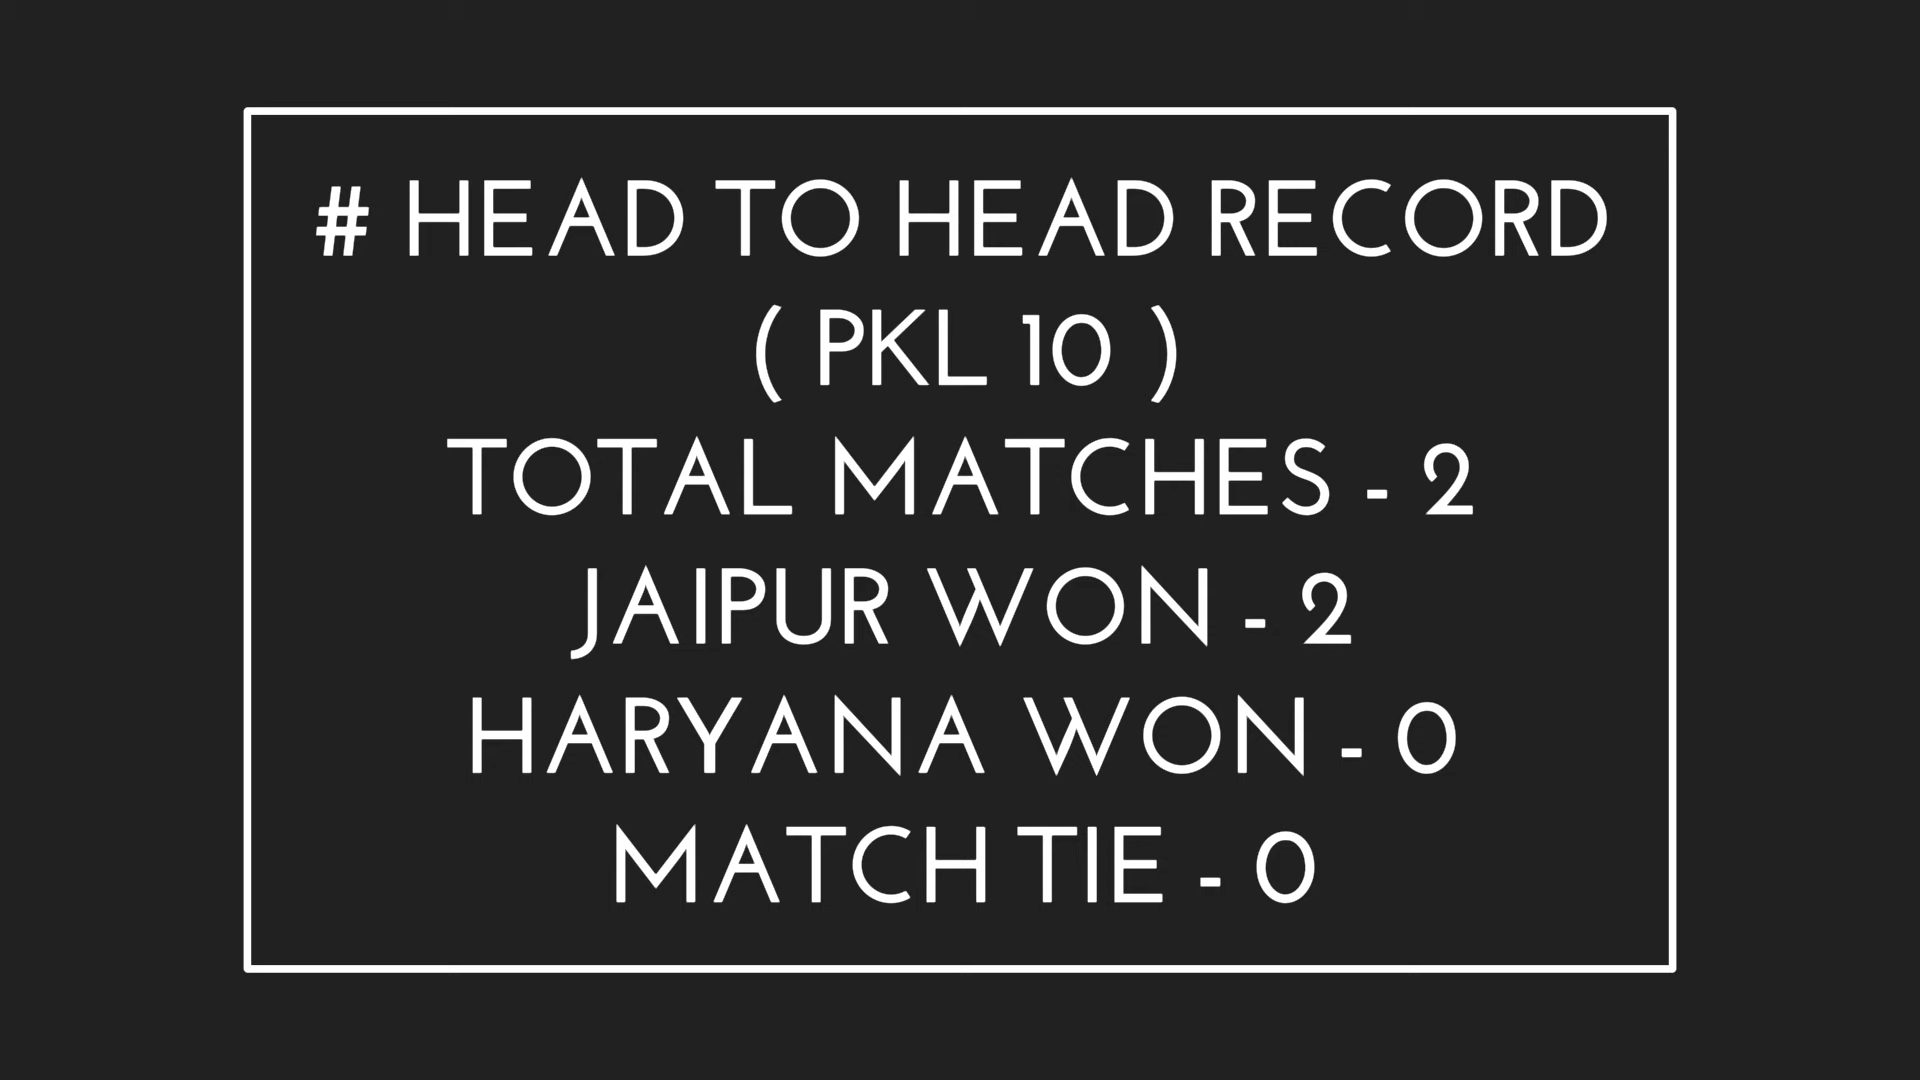 # HEAD TO HEAD RECORD
( PKL 10 )
TOTAL MATCHES - 2
JAIPUR WON - 2
HARYANA WON - 0
MATCH TIE - 0